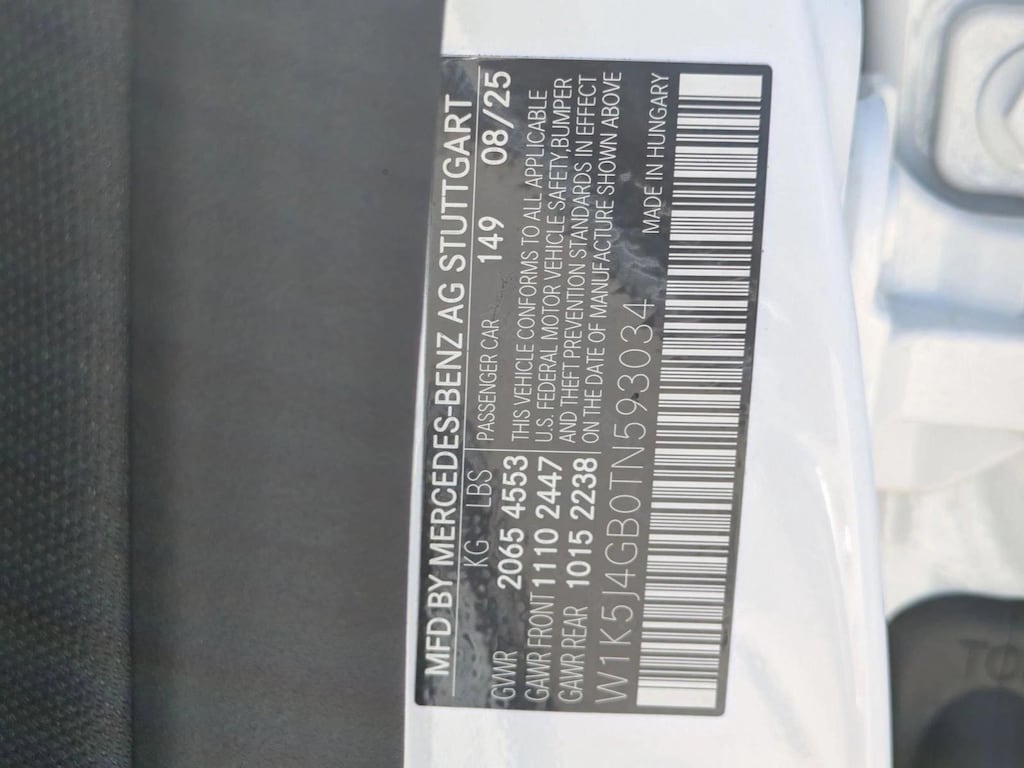 MFD BY MERCEDES-BENZ AG STUTTGART
KG LBS PASSENGER CAR 149 08/25
GWR 2065 4553 THIS VEHICLE CONFORMS TO ALL APPLICABLE
GAWR FRONT 1110 2447 U.S. FEDERAL MOTOR VEHICLE SAFETY,BUMPER
GAWR REAR 1015 2238 AND THEFT PREVENTION STANDARDS IN EFFECT
ON THE DATE OF MANUFACTURE SHOWN ABOVE
W1K5J4GB0TN593034 MADE IN HUNGARY